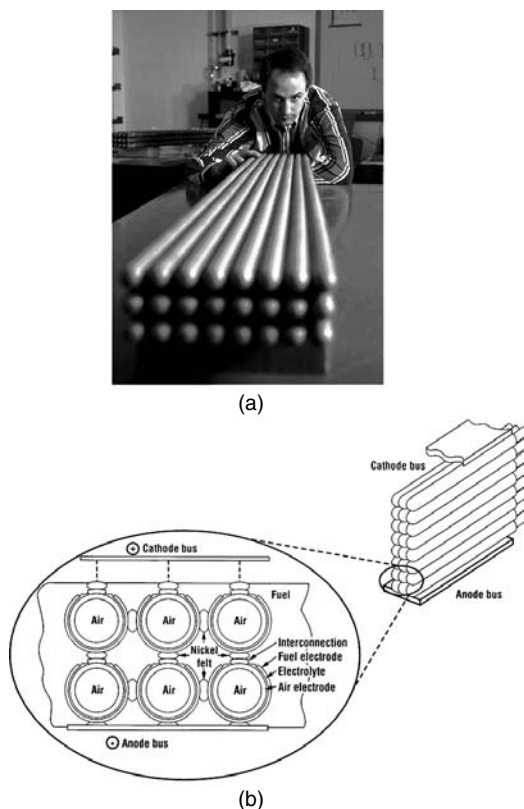 (a)
Cathode bus
Anode bus
⊕ Cathode bus
Fuel
Air Air Air
Nickel
felt
Interconnection
Fuel electrode
Electrolyte
Air electrode
Air Air Air
⊕ Anode bus
(b)